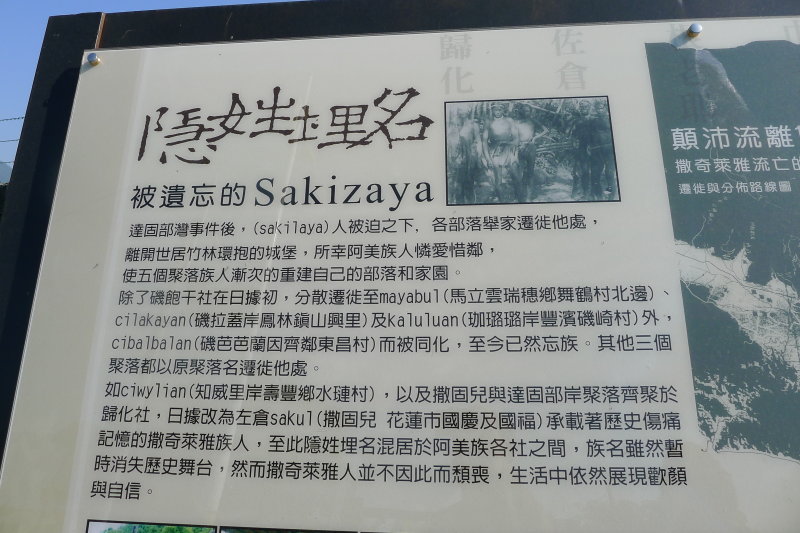 歸化
佐倉
隱姓埋名
被遺忘的Sakizaya
達固部灣事件後，(sakilaya)人被迫之下，各部落舉家遷徙他處，
離開世居竹林環抱的城堡，所幸阿美族人憐愛惜鄰，
使五個聚落族人漸次的重建自己的部落和家園。
除了磯飽干社在日據初，分散遷徙至mayabul(馬立雲瑞穗鄉舞鶴村北邊)、
cilakayan(磯拉蓋岸鳳林鎮山興里)及kaluluan(珈璐璐岸豐濱磯崎村)外，
cibalbalan(磯芭芭蘭因齊鄰東昌村)而被同化，至今已然忘族。其他三個
聚落都以原聚落名遷徙他處。
如ciwylian(知威里岸壽豐鄉水璉村)，以及撒固兒與達固部岸聚落齊聚於
歸化社，日據改為左倉sakul(撒固兒 花蓮市國慶及國福)承載著歷史傷痛
記憶的撒奇萊雅族人，至此隱姓埋名混居於阿美族各社之間，族名雖然暫
時消失歷史舞台，然而撒奇萊雅人並不因此而頹喪，生活中依然展現歡顏
與自信。
顛沛流離
撒奇萊雅流亡的
遷徙與分佈路線圖